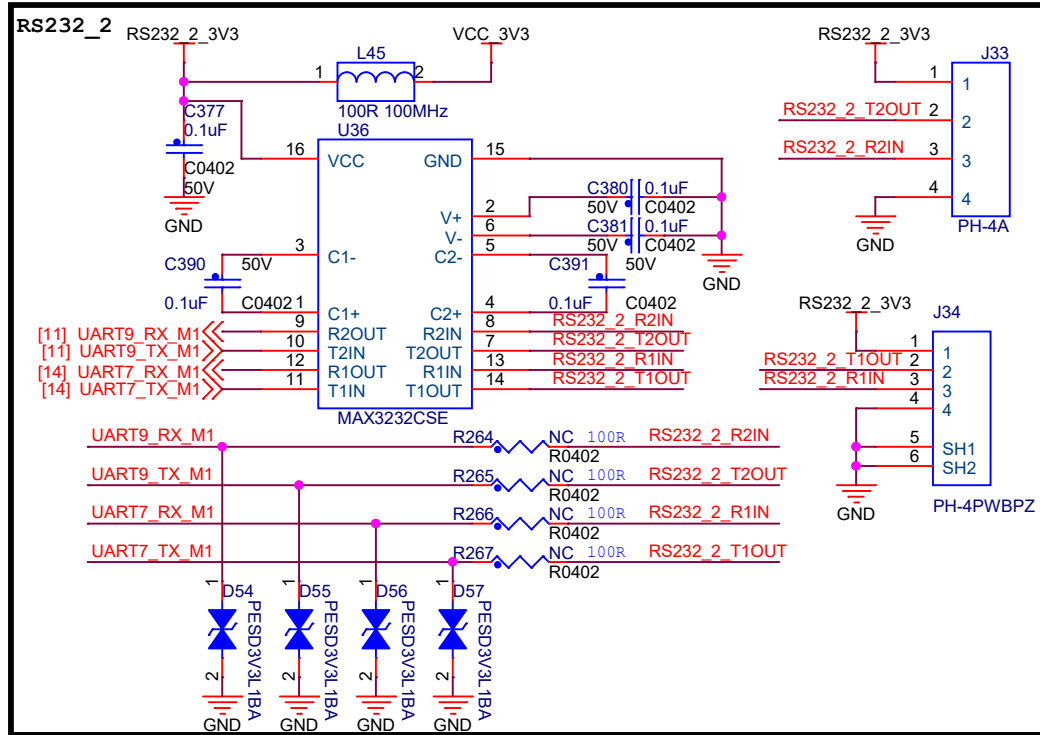 RS232_2
RS232_2_3V3
VCC_3V3
L45
1
2
100R 100MHz
C377
0.1uF
C0402
50V
GND
U36
16
VCC
GND
15
V+
2
V-
6
3
C1-
C2-
5
1
C1+
C2+
4
9
R2OUT
R2IN
8
10
T2IN
T2OUT
7
12
R1OUT
R1IN
13
11
T1IN
T1OUT
14
MAX3232CSE
C380
0.1uF
50V
C0402
C381
0.1uF
50V
C0402
GND
C390
50V
0.1uF
C0402
C391
50V
0.1uF
C0402
[11] UART9_RX_M1
[11] UART9_TX_M1
[14] UART7_RX_M1
[14] UART7_TX_M1
RS232_2_R2IN
RS232_2_T2OUT
RS232_2_R1IN
RS232_2_T1OUT
RS232_2_3V3
J33
1
1
RS232_2_T2OUT
2
2
RS232_2_R2IN
3
3
4
4
GND
PH-4A
RS232_2_3V3
J34
1
1
RS232_2_T1OUT
2
2
RS232_2_R1IN
3
3
4
4
5
SH1
6
SH2
GND
PH-4PWBPZ
UART9_RX_M1
R264
NC
100R
RS232_2_R2IN
R0402
UART9_TX_M1
R265
NC
100R
RS232_2_T2OUT
R0402
UART7_RX_M1
R266
NC
100R
RS232_2_R1IN
R0402
UART7_TX_M1
R267
NC
100R
RS232_2_T1OUT
R0402
1
D54
PESD3V3L1BA
2
GND
1
D55
PESD3V3L1BA
2
GND
1
D56
PESD3V3L1BA
2
GND
1
D57
PESD3V3L1BA
2
GND